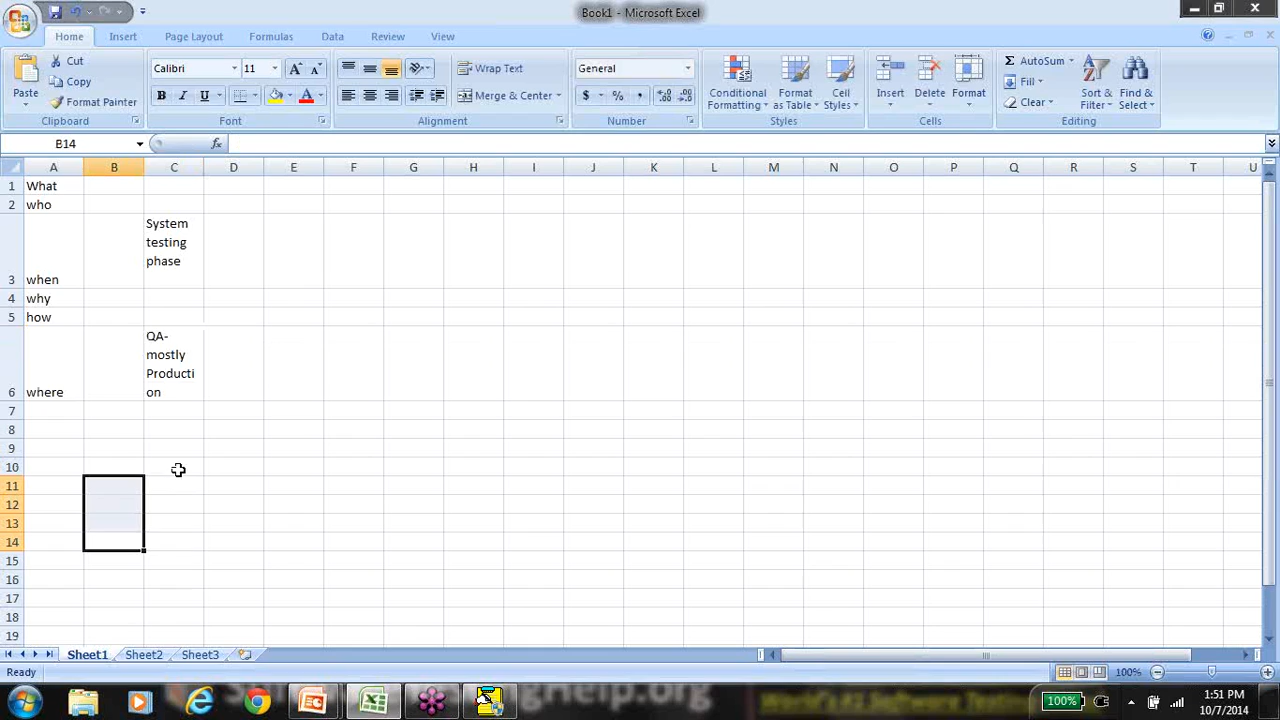 Book1 - Microsoft Excel
Home Insert Page Layout Formulas Data Review View
Paste
Cut
Copy
Format Painter
Clipboard
Calibri 11
B I U
Font
Wrap Text
Merge & Center
Alignment
General
$ % ,
Number
Conditional Formatting
Format as Table
Cell Styles
Styles
Insert Delete Format
Cells
Σ AutoSum
Fill
Clear
Sort & Filter
Find & Select
Editing
B14 fx
A B C D E F G H I J K L M N O P Q R S T U
1 What
2 who
System
testing
phase
3 when
4 why
5 how
QA-
mostly
Producti
on
6 where
7
8
9
10
11
12
13
14
15
16
17
18
19
Sheet1 Sheet2 Sheet3
Ready 100%
100% 1:51 PM
10/7/2014